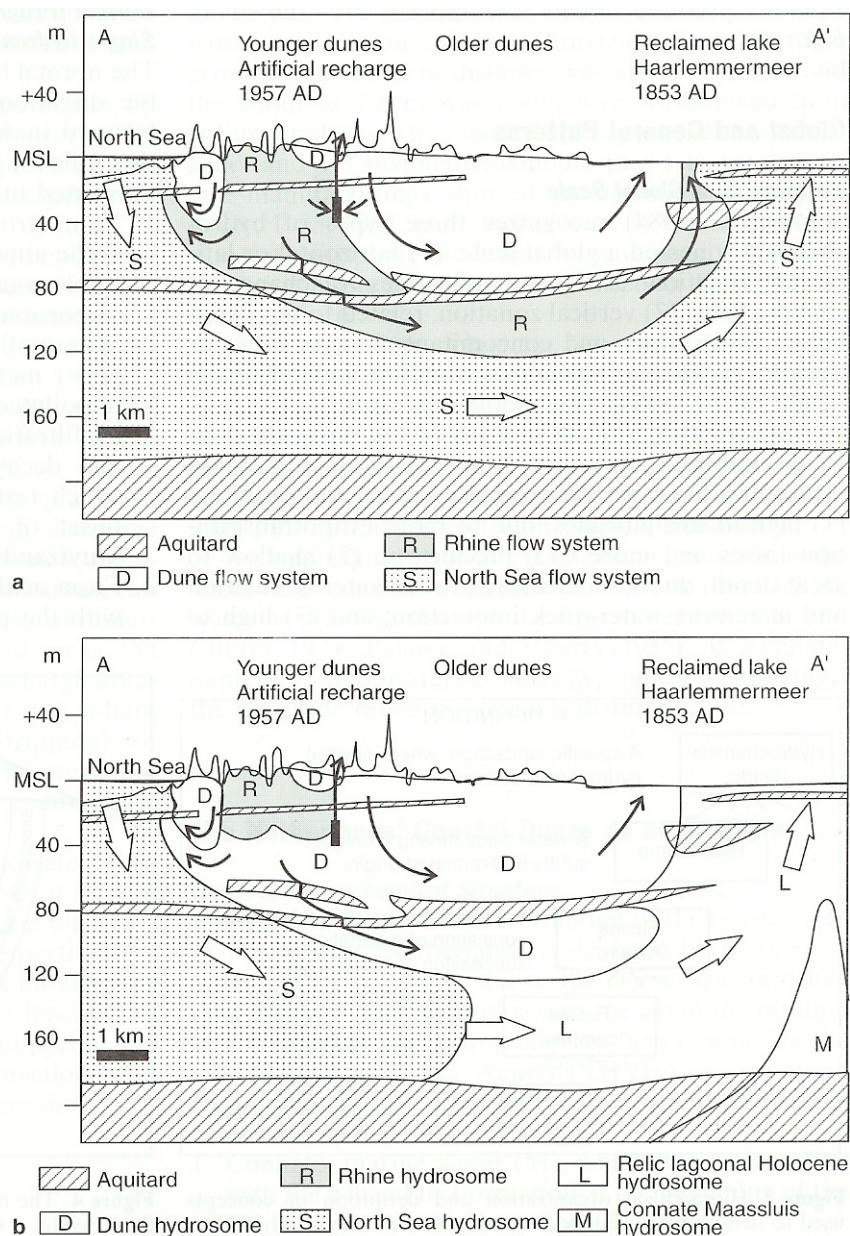 m
A
Younger dunes
Artificial recharge
1957 AD
Older dunes
Reclaimed lake
Haarlemmermeer
1853 AD
A'
+40
North Sea
MSL
D
R
D
40
R
D
S
S
80
R
120
S
160
1 km
Aquitard
R Rhine flow system
D Dune flow system
S North Sea flow system
a
m
A
Younger dunes
Artificial recharge
1957 AD
Older dunes
Reclaimed lake
Haarlemmermeer
1853 AD
A'
+40
North Sea
MSL
D
R
D
40
D
D
L
80
D
120
S
160
L
M
1 km
Aquitard
R Rhine hydrosome
L Relic lagoonal Holocene
hydrosome
b
D Dune hydrosome
S North Sea hydrosome
M Connate Maassluis
hydrosome